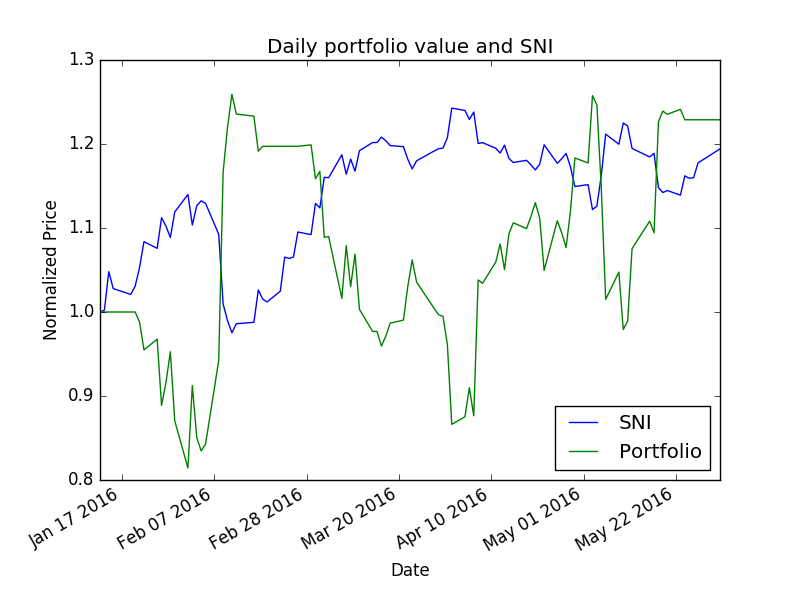 Daily portfolio value and SNI
1.3
1.2
1.1
1.0
0.9
0.8
Normalized Price
SNI
Portfolio
Jan 17 2016
Feb 07 2016
Feb 28 2016
Mar 20 2016
Apr 10 2016
May 01 2016
May 22 2016
Date